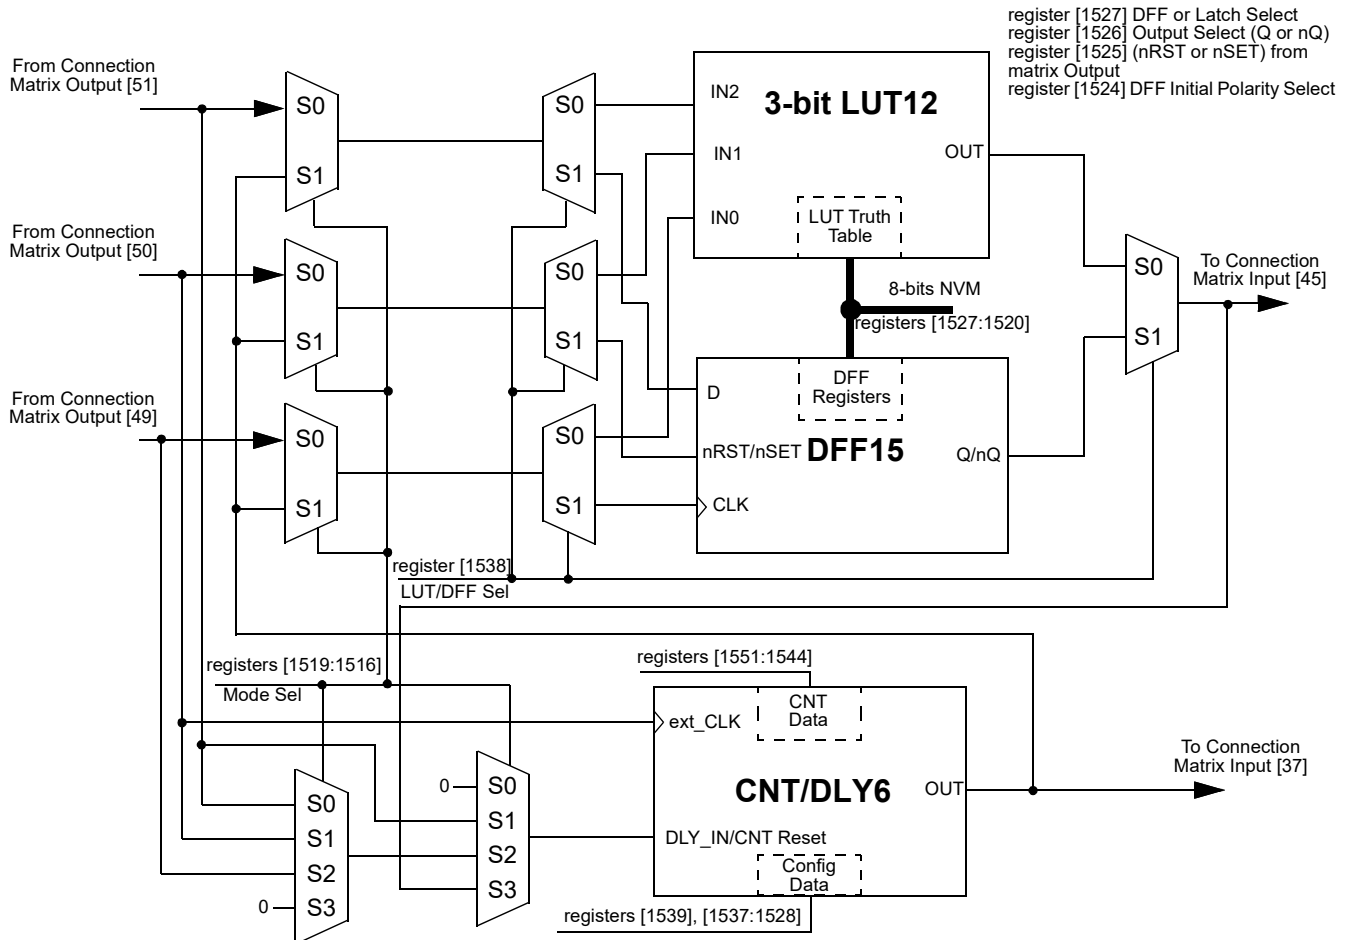 register [1527] DFF or Latch Select
register [1526] Output Select (Q or nQ)
register [1525] (nRST or nSET) from
matrix Output
register [1524] DFF Initial Polarity Select
From Connection
Matrix Output [51]
S0
S1
S0
S1
IN2
3-bit LUT12
IN1
OUT
IN0
LUT Truth
Table
From Connection
Matrix Output [50]
S0
S1
S0
S1
8-bits NVM
registers [1527:1520]
S0
S1
To Connection
Matrix Input [45]
From Connection
Matrix Output [49]
S0
S1
S0
S1
D
DFF
Registers
nRST/nSET
DFF15
Q/nQ
CLK
register [1538]
LUT/DFF Sel
registers [1519:1516]
Mode Sel
registers [1551:1544]
CNT
Data
ext_CLK
CNT/DLY6
OUT
To Connection
Matrix Input [37]
DLY_IN/CNT Reset
Config
Data
0
S0
S1
S2
S3
S0
S1
S2
0
S3
registers [1539], [1537:1528]